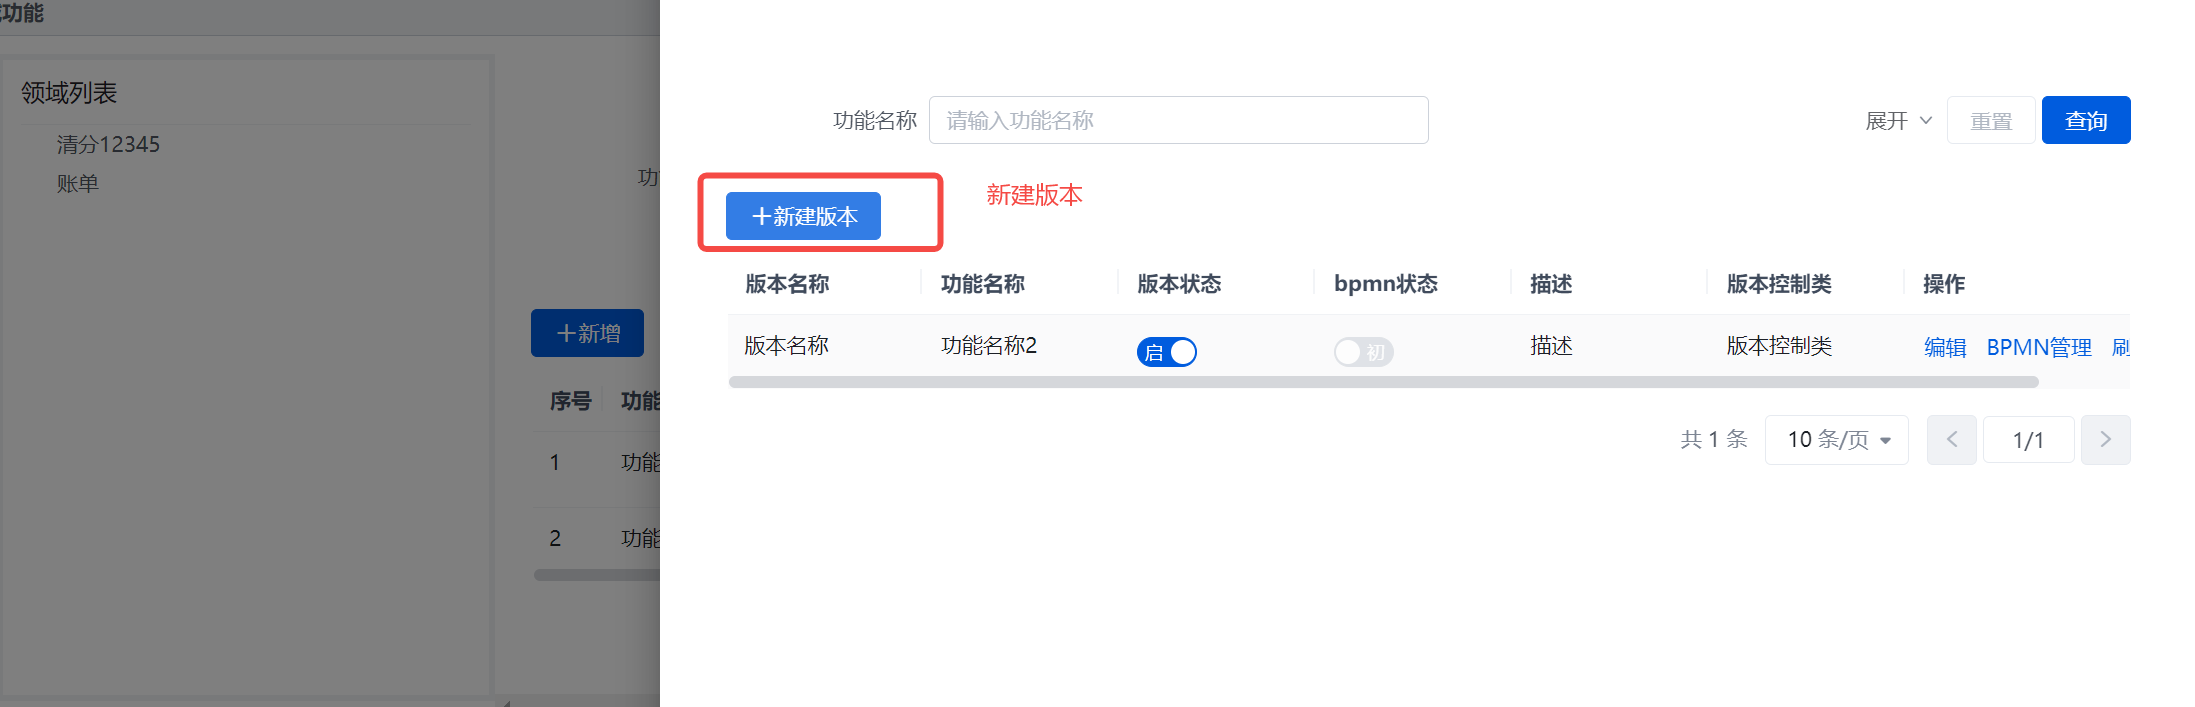 功能
领域列表
清分12345
账单
功
+新增
序号 功能
1 功能
2 功能
功能名称 请输入功能名称 展开 重置 查询
+新建版本 新建版本
版本名称 功能名称 版本状态 bpmn状态 描述 版本控制类 操作
版本名称 功能名称2 启 初 描述 版本控制类 编辑 BPMN管理 刷
共 1 条 10 条/页 1/1